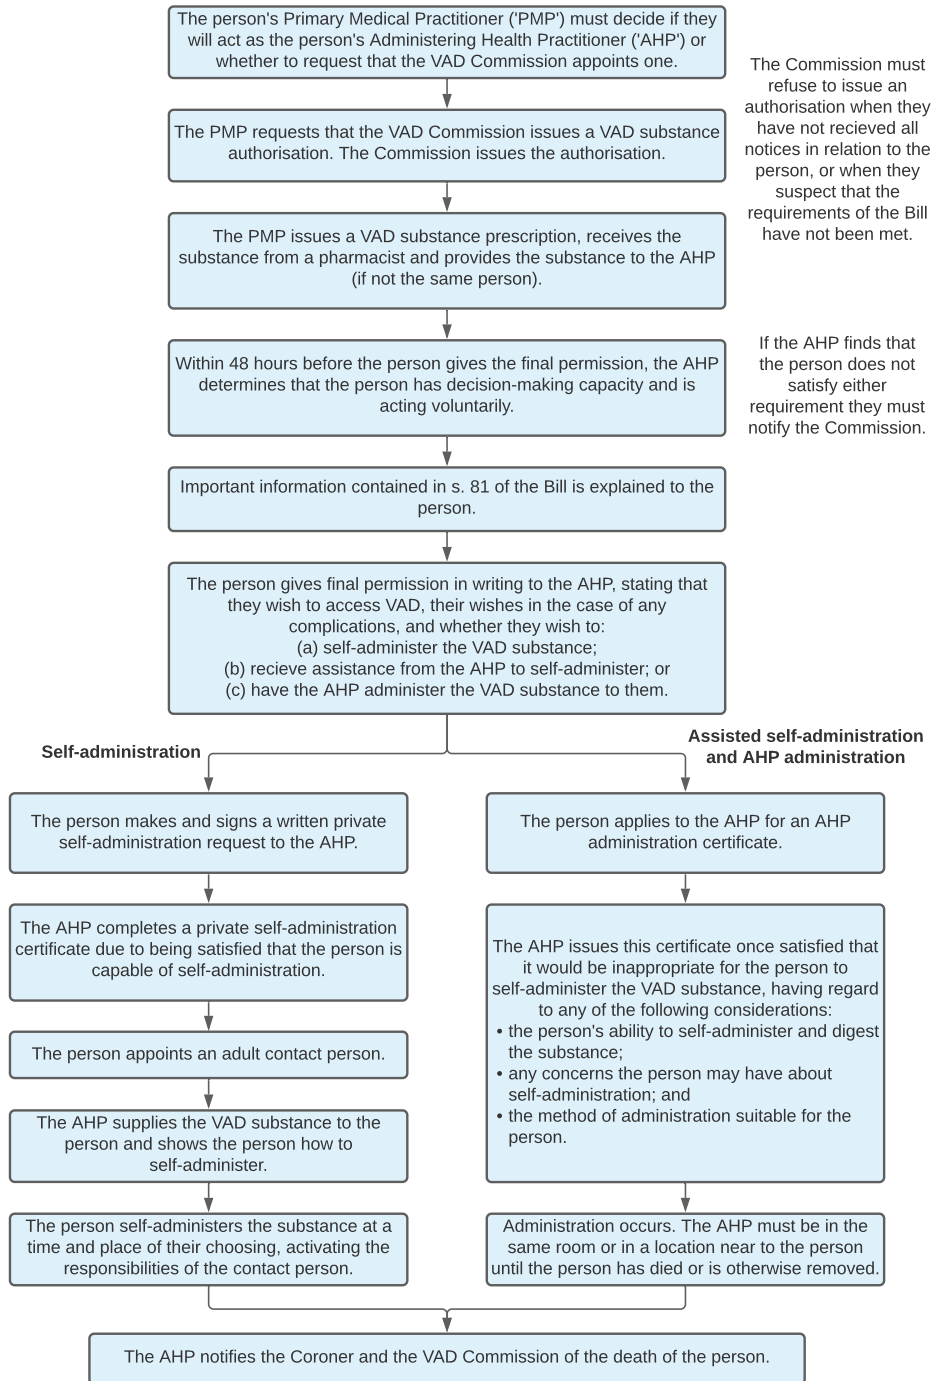 The person's Primary Medical Practitioner ('PMP') must decide if they
will act as the person's Administering Health Practitioner ('AHP') or
whether to request that the VAD Commission appoints one.
The Commission must
refuse to issue an
authorisation when they
have not recieved all
notices in relation to the
person, or when they
suspect that the
requirements of the Bill
have not been met.
The PMP requests that the VAD Commission issues a VAD substance
authorisation. The Commission issues the authorisation.
The PMP issues a VAD substance prescription, receives the
substance from a pharmacist and provides the substance to the AHP
(if not the same person).
Within 48 hours before the person gives the final permission, the AHP
determines that the person has decision-making capacity and is
acting voluntarily.
If the AHP finds that
the person does not
satisfy either
requirement they must
notify the Commission.
Important information contained in s. 81 of the Bill is explained to the
person.
The person gives final permission in writing to the AHP, stating that
they wish to access VAD, their wishes in the case of any
complications, and whether they wish to:
(a) self-administer the VAD substance;
(b) recieve assistance from the AHP to self-administer; or
(c) have the AHP administer the VAD substance to them.
Self-administration
The person makes and signs a written private
self-administration request to the AHP.
The AHP completes a private self-administration
certificate due to being satisfied that the person is
capable of self-administration.
The person appoints an adult contact person.
The AHP supplies the VAD substance to the
person and shows the person how to
self-administer.
The person self-administers the substance at a
time and place of their choosing, activating the
responsibilities of the contact person.
Assisted self-administration
and AHP administration
The person applies to the AHP for an AHP
administration certificate.
The AHP issues this certificate once satisfied that
it would be inappropriate for the person to
self-administer the VAD substance, having regard
to any of the following considerations:
• the person's ability to self-administer and digest
the substance;
• any concerns the person may have about
self-administration; and
• the method of administration suitable for the
person.
Administration occurs. The AHP must be in the
same room or in a location near to the person
until the person has died or is otherwise removed.
The AHP notifies the Coroner and the VAD Commission of the death of the person.